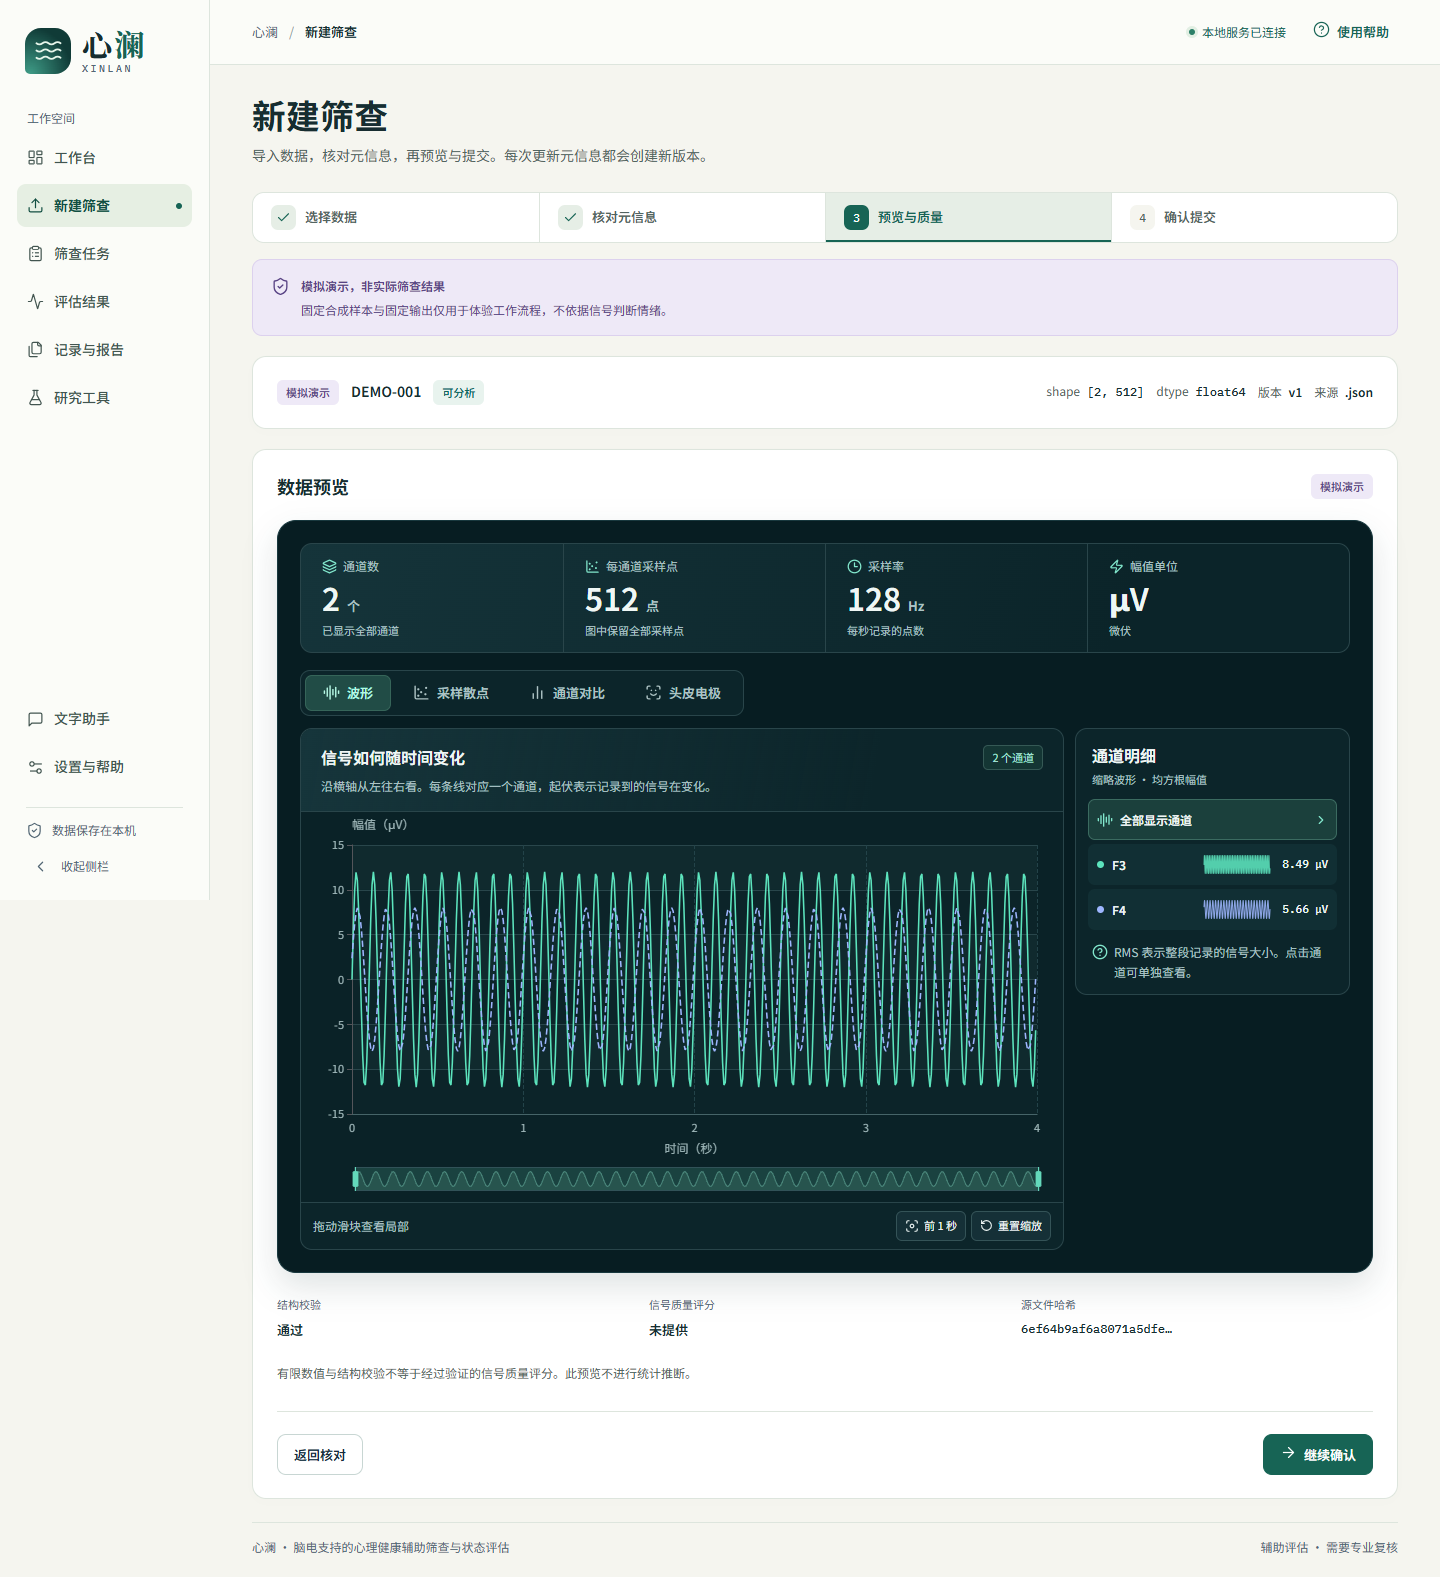 心澜
XINLAN
工作空间
工作台
新建筛查
筛查任务
评估结果
记录与报告
研究工具
文字助手
设置与帮助
数据保存在本机
收起侧栏
心澜 / 新建筛查
本地服务已连接
使用帮助
新建筛查
导入数据，核对元信息，再预览与提交。每次更新元信息都会创建新版本。
选择数据
核对元信息
3 预览与质量
4 确认提交
模拟演示，非实际筛查结果
固定合成样本与固定输出仅用于体验工作流程，不依据信号判断情绪。
模拟演示 DEMO-001 可分析
shape [2, 512] dtype float64 版本 v1 来源 .json
数据预览
模拟演示
通道数
2 个
已显示全部通道
每通道采样点
512 点
图中保留全部采样点
采样率
128 Hz
每秒记录的点数
幅值单位
μV
微伏
波形
采样散点
通道对比
头皮电极
信号如何随时间变化
2 个通道
沿横轴从左往右看。每条线对应一个通道，起伏表示记录到的信号在变化。
幅值（μV）
15
10
5
0
-5
-10
-15
0 1 2 3 4
时间（秒）
拖动滑块查看局部
前 1 秒
重置缩放
通道明细
缩略波形 · 均方根幅值
全部显示通道
F3 8.49 μV
F4 5.66 μV
RMS 表示整段记录的信号大小。点击通
道可单独查看。
结构校验
通过
信号质量评分
未提供
源文件哈希
6ef64b9af6a8071a5dfe…
有限数值与结构校验不等于经过验证的信号质量评分。此预览不进行统计推断。
返回核对
继续确认
心澜 · 脑电支持的心理健康辅助筛查与状态评估
辅助评估 · 需要专业复核